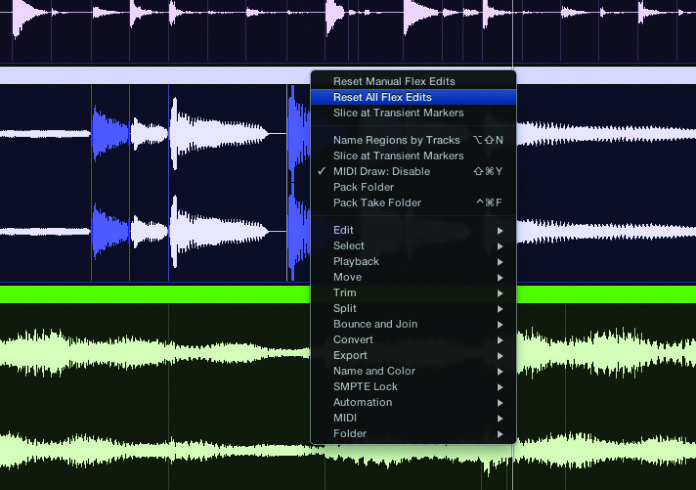 Reset Manual Flex Edits
Reset All Flex Edits
Slice at Transient Markers
Name Regions by Tracks ⌥⇧N
Slice at Transient Markers
✓ MIDI Draw: Disable ⇧⌘Y
Pack Folder
Pack Take Folder ^⌘F
Edit ▶
Select ▶
Playback ▶
Move ▶
Trim ▶
Split ▶
Bounce and Join ▶
Convert ▶
Export ▶
Name and Color ▶
SMPTE Lock ▶
Automation ▶
MIDI ▶
Folder ▶